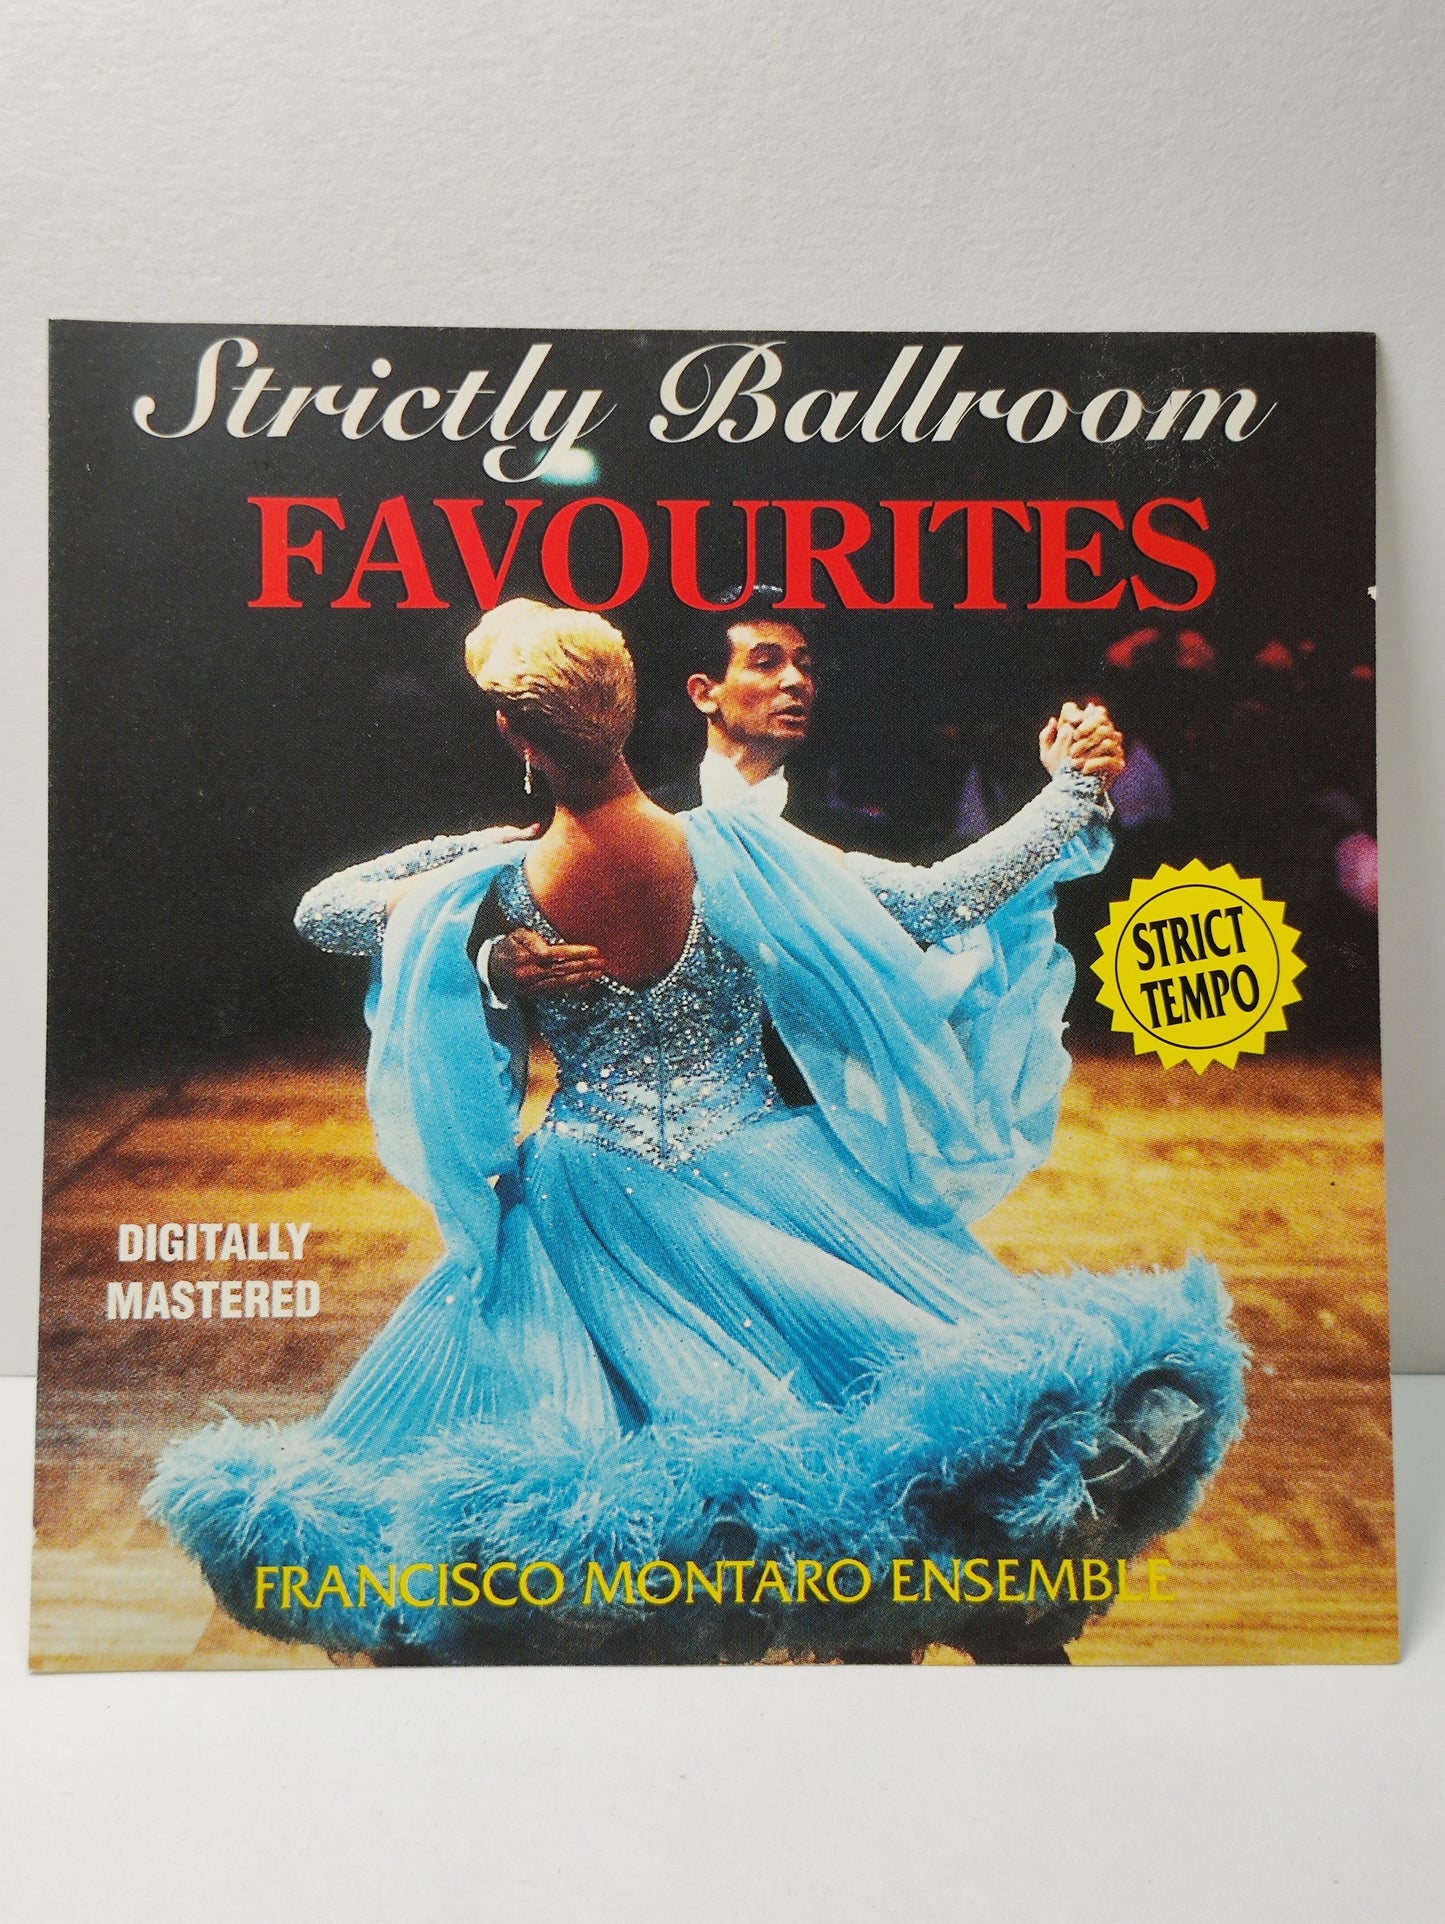 Strictly Ballroom
FAVOURITES
STRICT
TEMPO
DIGITALLY
MASTERED
FRANCISCO MONTARO ENSEMBLE